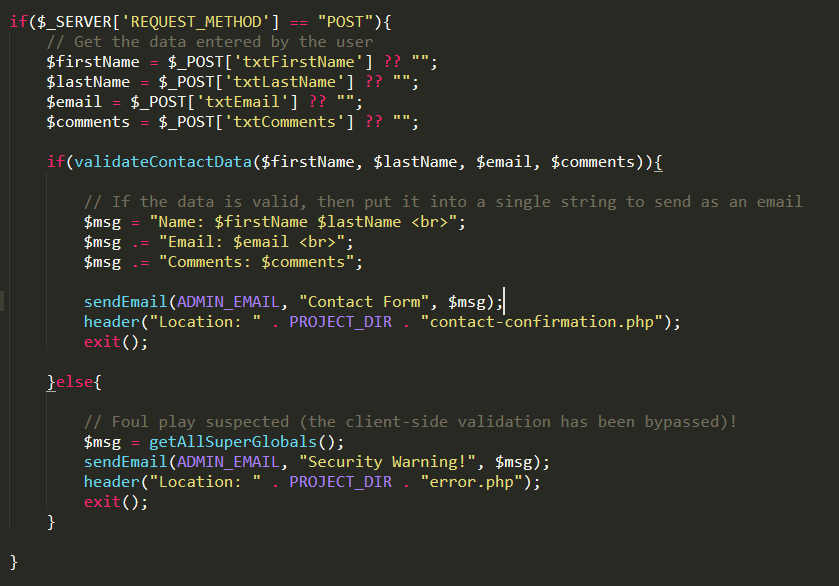 if($_SERVER['REQUEST_METHOD'] == "POST"){
// Get the data entered by the user
$firstName = $_POST['txtFirstName'] ?? "";
$lastName = $_POST['txtLastName'] ?? "";
$email = $_POST['txtEmail'] ?? "";
$comments = $_POST['txtComments'] ?? "";
if(validateContactData($firstName, $lastName, $email, $comments)){
// If the data is valid, then put it into a single string to send as an email
$msg = "Name: $firstName $lastName <br>";
$msg .= "Email: $email <br>";
$msg .= "Comments: $comments";
sendEmail(ADMIN_EMAIL, "Contact Form", $msg);
header("Location: " . PROJECT_DIR . "contact-confirmation.php");
exit();
}else{
// Foul play suspected (the client-side validation has been bypassed)!
$msg = getAllSuperGlobals();
sendEmail(ADMIN_EMAIL, "Security Warning!", $msg);
header("Location: " . PROJECT_DIR . "error.php");
exit();
}
}